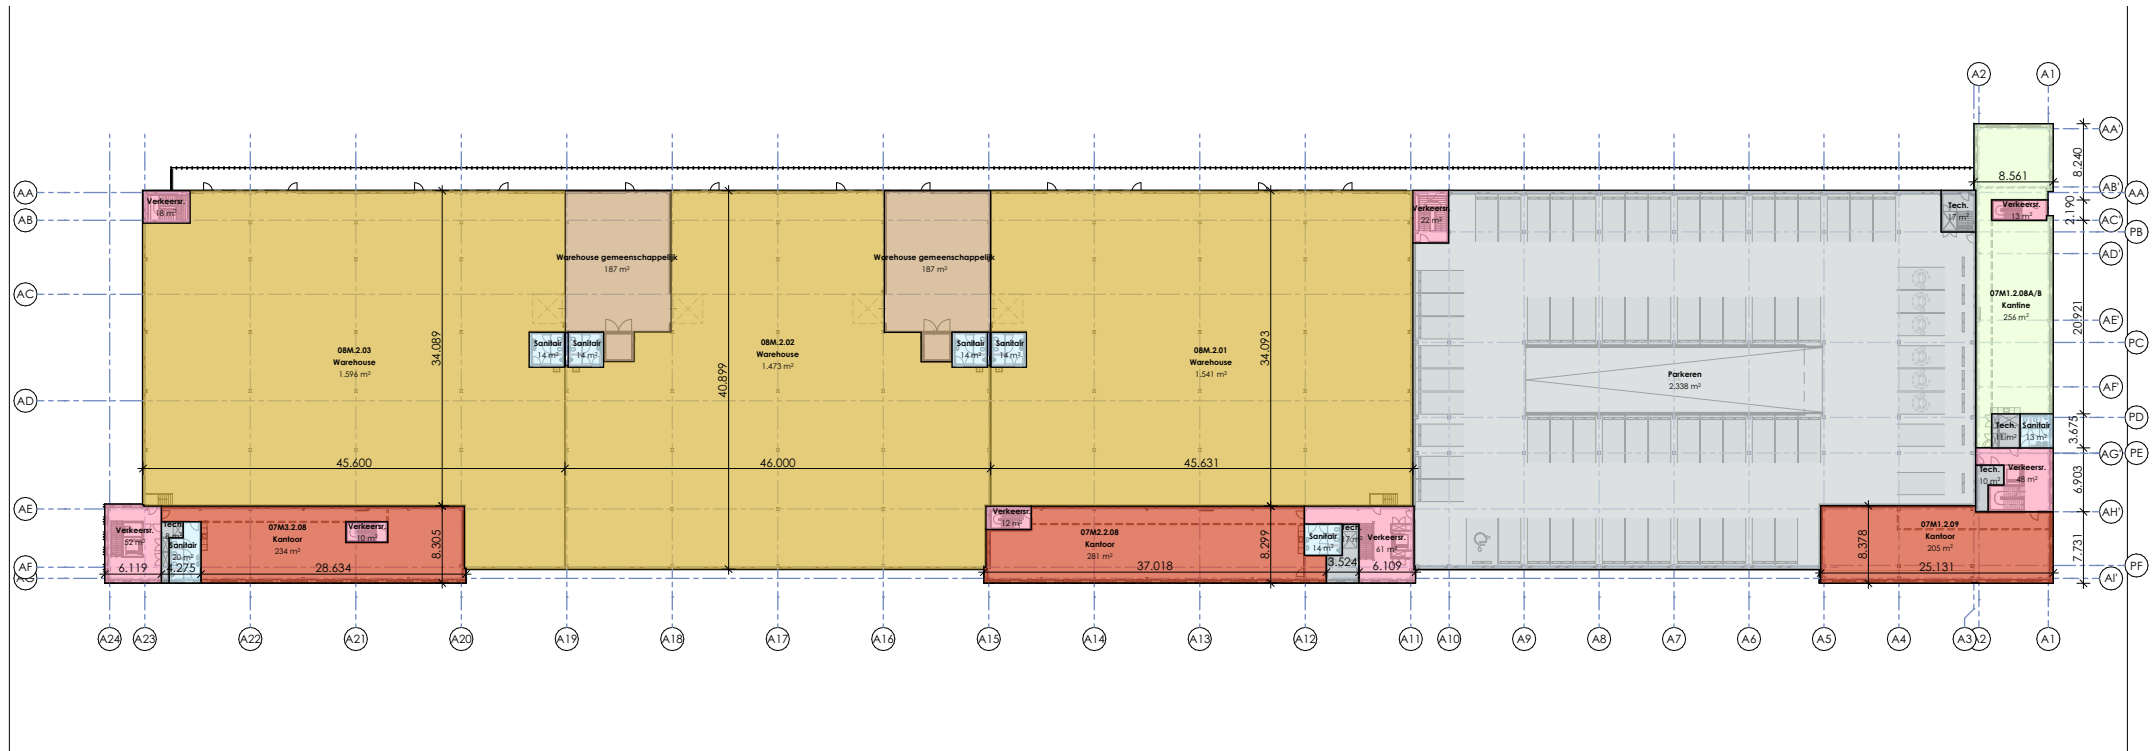 A2
A1
AA'
8.240
8.561
AA
AB'
AA
Verkeersr.
18 m²
Verkeersr.
22 m²
Tech.
17 m²
Verkeersr.
13 m²
2.190
AB
AC'
PB
AD'
Warehouse gemeenschappelijk
187 m²
Warehouse gemeenschappelijk
187 m²
AC
07M1.2.08A/B
Kantine
256 m²
20.921
AE'
34.089
40.899
34.093
Sanitair
14 m²
Sanitair
14 m²
Sanitair
14 m²
Sanitair
14 m²
08M.2.03
Warehouse
1.596 m²
08M.2.02
Warehouse
1.473 m²
08M.2.01
Warehouse
1.541 m²
PC
Parkeren
2.338 m²
AF'
AD
PD
Tech.
11 m²
Sanitair
13 m²
3.675
45.600
46.000
45.631
AG'
PE
Tech.
10 m²
Verkeersr.
48 m²
6.903
AE
AH'
Verkeersr.
52 m²
Tech.
8 m²
Sanitair
20 m²
07M3.2.08
Kantoor
234 m²
Verkeersr.
10 m²
8.305
Verkeersr.
12 m²
07M2.2.08
Kantoor
281 m²
8.299
Sanitair
14 m²
Tech.
17 m²
Verkeersr.
61 m²
8.378
07M1.2.09
Kantoor
205 m²
7.731
AF
6.119
4.275
28.634
37.018
3.524
6.109
25.131
PF
AI'
A24
A23
A22
A21
A20
A19
A18
A17
A16
A15
A14
A13
A12
A11
A10
A9
A8
A7
A6
A5
A4
A3
A2
A1